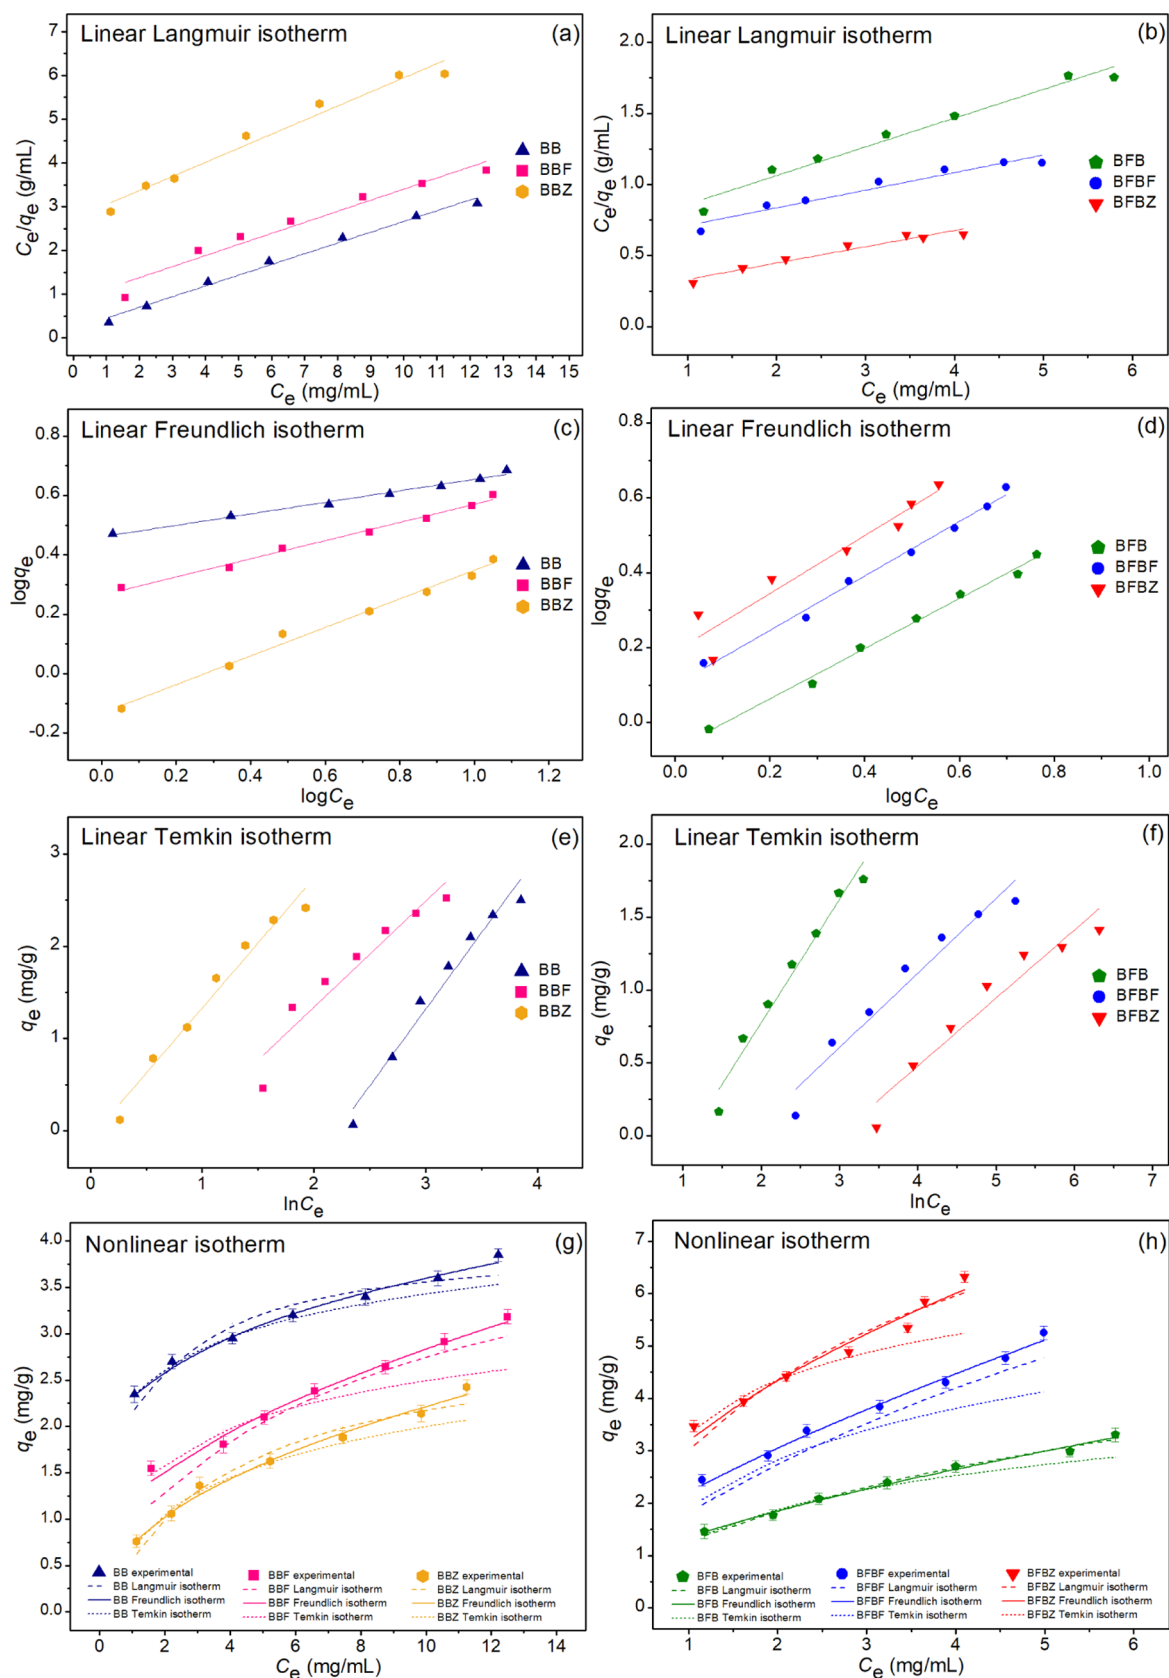 Linear Langmuir isotherm (a)
7
6
5
4
3
2
1
0
Ce/qe (g/mL)
BB
BBF
BBZ
0 1 2 3 4 5 6 7 8 9 10 11 12 13 14 15
Ce (mg/mL)
Linear Langmuir isotherm (b)
2.0
1.5
1.0
0.5
0.0
Ce/qe (g/mL)
BFB
BFBF
BFBZ
1 2 3 4 5 6
Ce (mg/mL)
Linear Freundlich isotherm (c)
0.8
0.6
0.4
0.2
0.0
-0.2
logqe
BB
BBF
BBZ
0.0 0.2 0.4 0.6 0.8 1.0 1.2
logCe
Linear Freundlich isotherm (d)
0.8
0.6
0.4
0.2
0.0
logqe
BFB
BFBF
BFBZ
0.0 0.2 0.4 0.6 0.8 1.0
logCe
Linear Temkin isotherm (e)
3
2
1
0
qe (mg/g)
BB
BBF
BBZ
0 1 2 3 4
lnCe
Linear Temkin isotherm (f)
2.0
1.5
1.0
0.5
0.0
qe (mg/g)
BFB
BFBF
BFBZ
1 2 3 4 5 6 7
lnCe
Nonlinear isotherm (g)
4.0
3.5
3.0
2.5
2.0
1.5
1.0
0.5
0.0
qe (mg/g)
BB experimental BBF experimental BBZ experimental
BB Langmuir isotherm BBF Langmuir isotherm BBZ Langmuir isotherm
BB Freundlich isotherm BBF Freundlich isotherm BBZ Freundlich isotherm
BB Temkin isotherm BBF Temkin isotherm BBZ Temkin isotherm
0 2 4 6 8 10 12 14
Ce (mg/mL)
Nonlinear isotherm (h)
7
6
5
4
3
2
1
0
qe (mg/g)
BFB experimental BFBF experimental BFBZ experimental
BFB Langmuir isotherm BFBF Langmuir isotherm BFBZ Langmuir isotherm
BFB Freundlich isotherm BFBF Freundlich isotherm BFBZ Freundlich isotherm
BFB Temkin isotherm BFBF Temkin isotherm BFBZ Temkin isotherm
1 2 3 4 5 6
Ce (mg/mL)